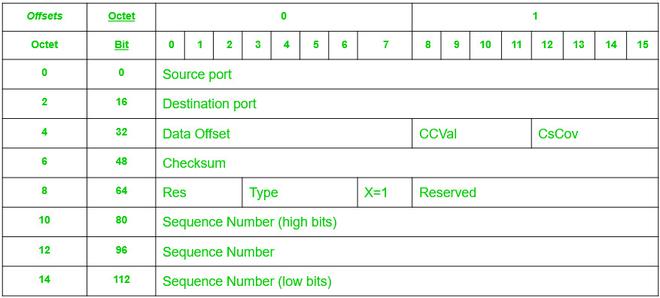 Offsets Octet 0 1
Octet Bit 0 1 2 3 4 5 6 7 8 9 10 11 12 13 14 15
0 0 Source port
2 16 Destination port
4 32 Data Offset CCVal CsCov
6 48 Checksum
8 64 Res Type X=1 Reserved
10 80 Sequence Number (high bits)
12 96 Sequence Number
14 112 Sequence Number (low bits)